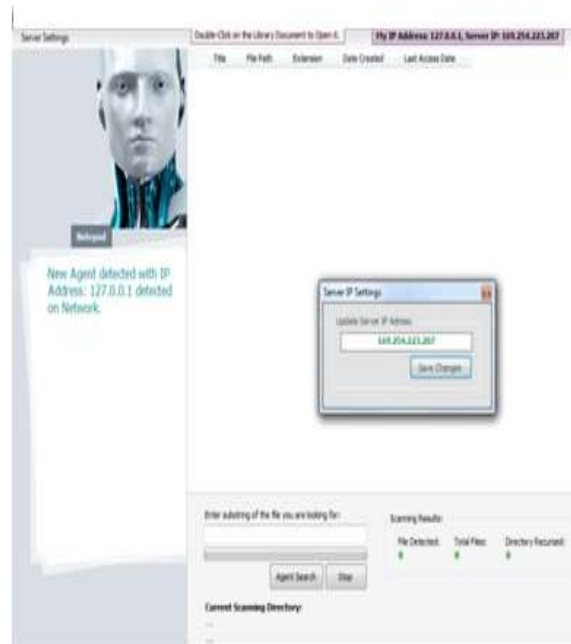 Server Settings
Double-Click on the Library Document to Open it.
My IP Address: 127.0.0.1, Server IP: 169.254.223.207
Title File Path Extension Date Created Last Access Date
Notepad
New Agent detected with IP
Address: 127.0.0.1 detected
on Network.
Server IP Settings
Update Server IP Address
169.254.223.207
Save Changes
Enter substring of the file you are looking for:
Agent Search Stop
Current Scanning Directory:
...
...
Scanning Results:
File Detected: Total Files: Directory Recursed:
0 0 0